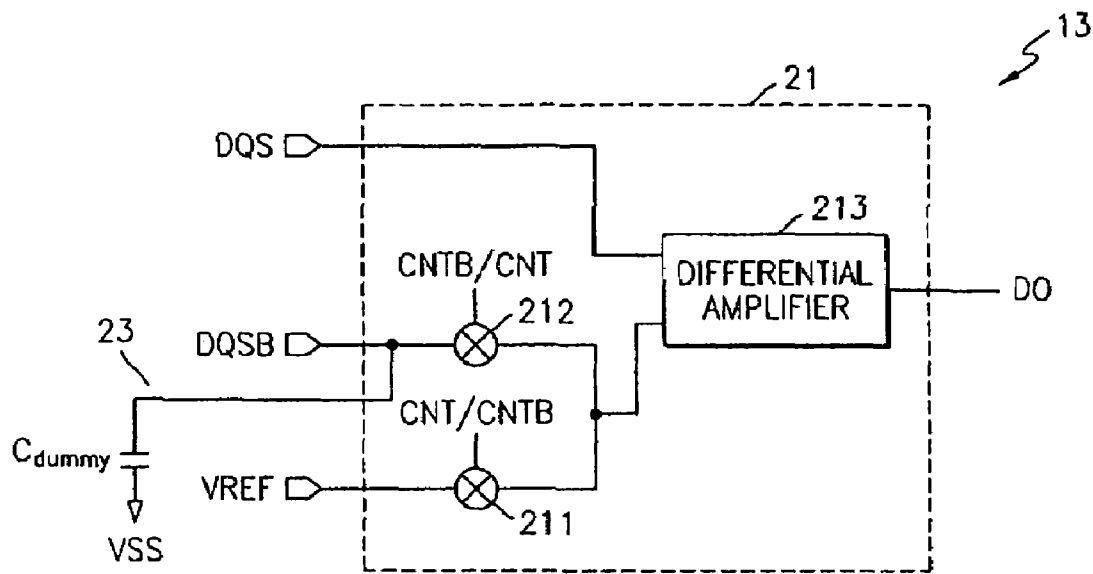 13
21
DQS
213
CNTB/CNT
DIFFERENTIAL
AMPLIFIER
DO
212
23
DQSB
CNT/CNTB
Cdummy
VREF
211
VSS